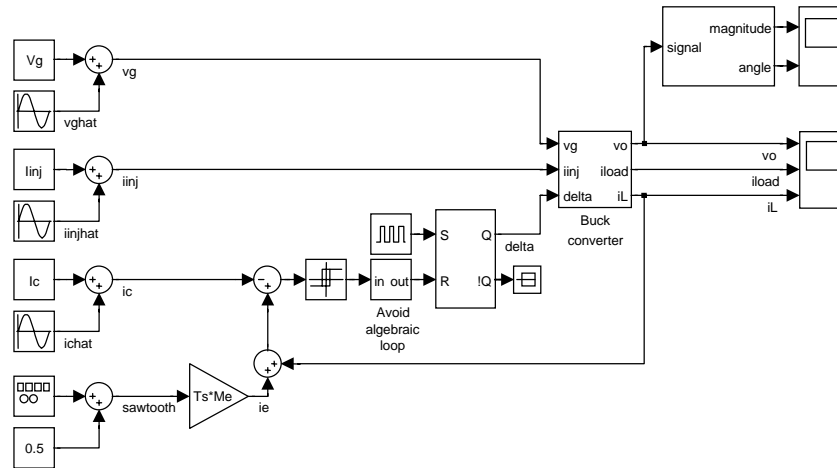 magnitude
signal
angle
Vg
vg
vghat
vg
vo
vo
Iinj
iinj
iinj
iload
iload
iinjhat
delta
iL
iL
Buck
converter
S
Q
delta
Ic
ic
in out
R
!Q
ichat
Avoid
algebraic
loop
Ts*Me
sawtooth
ie
0.5